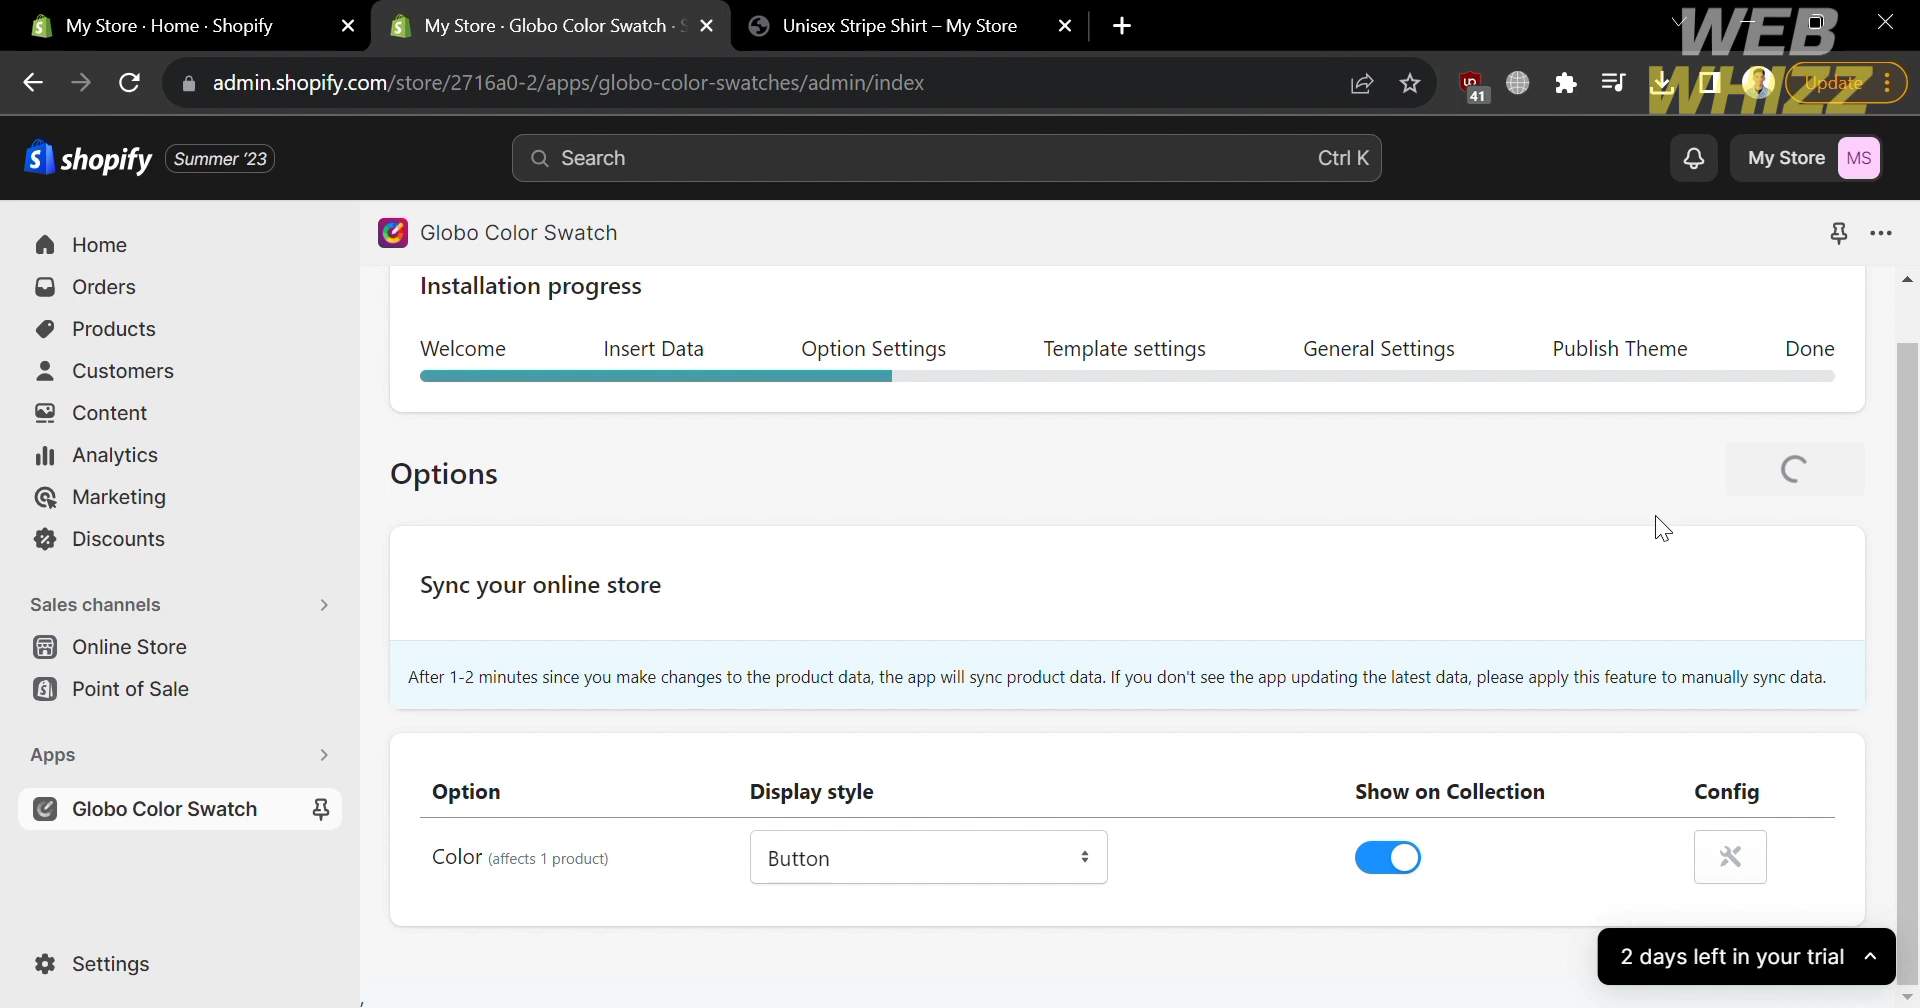 My Store · Home · Shopify
My Store · Globo Color Swatch · S
Unisex Stripe Shirt – My Store
WEB
WHIZZ
admin.shopify.com/store/2716a0-2/apps/globo-color-swatches/admin/index
41
Update
shopify
Summer '23
Search
Ctrl K
My Store
MS
Home
Orders
Products
Customers
Content
Analytics
Marketing
Discounts
Sales channels
Online Store
Point of Sale
Apps
Globo Color Swatch
Settings
Globo Color Swatch
Installation progress
Welcome
Insert Data
Option Settings
Template settings
General Settings
Publish Theme
Done
Options
Sync your online store
After 1-2 minutes since you make changes to the product data, the app will sync product data. If you don't see the app updating the latest data, please apply this feature to manually sync data.
Option
Display style
Show on Collection
Config
Color (affects 1 product)
Button
2 days left in your trial